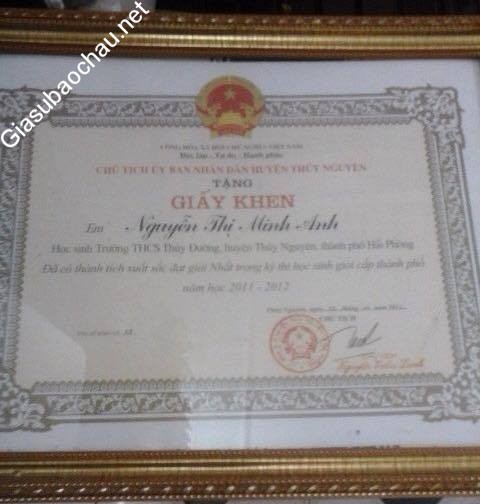 Giasubaochau.net
CỘNG HÒA XÃ HỘI CHỦ NGHĨA VIỆT NAM
Độc lập - Tự do - Hạnh phúc
CHỦ TỊCH ỦY BAN NHÂN DÂN HUYỆN THỦY NGUYÊN
TẶNG
GIẤY KHEN
Em Nguyễn Thị Minh Anh
Học sinh Trường THCS Thủy Đường, huyện Thủy Nguyên, thành phố Hải Phòng
Đã có thành tích xuất sắc đạt giải Nhất trong kỳ thi học sinh giỏi cấp thành phố
năm học 2011 - 2012
CHỦ TỊCH
Nguyễn